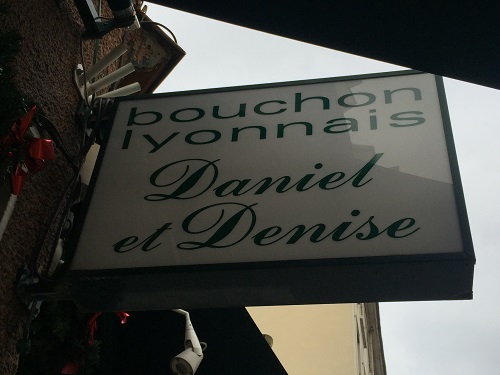 bouchon
lyonnais
Daniel
et Denise